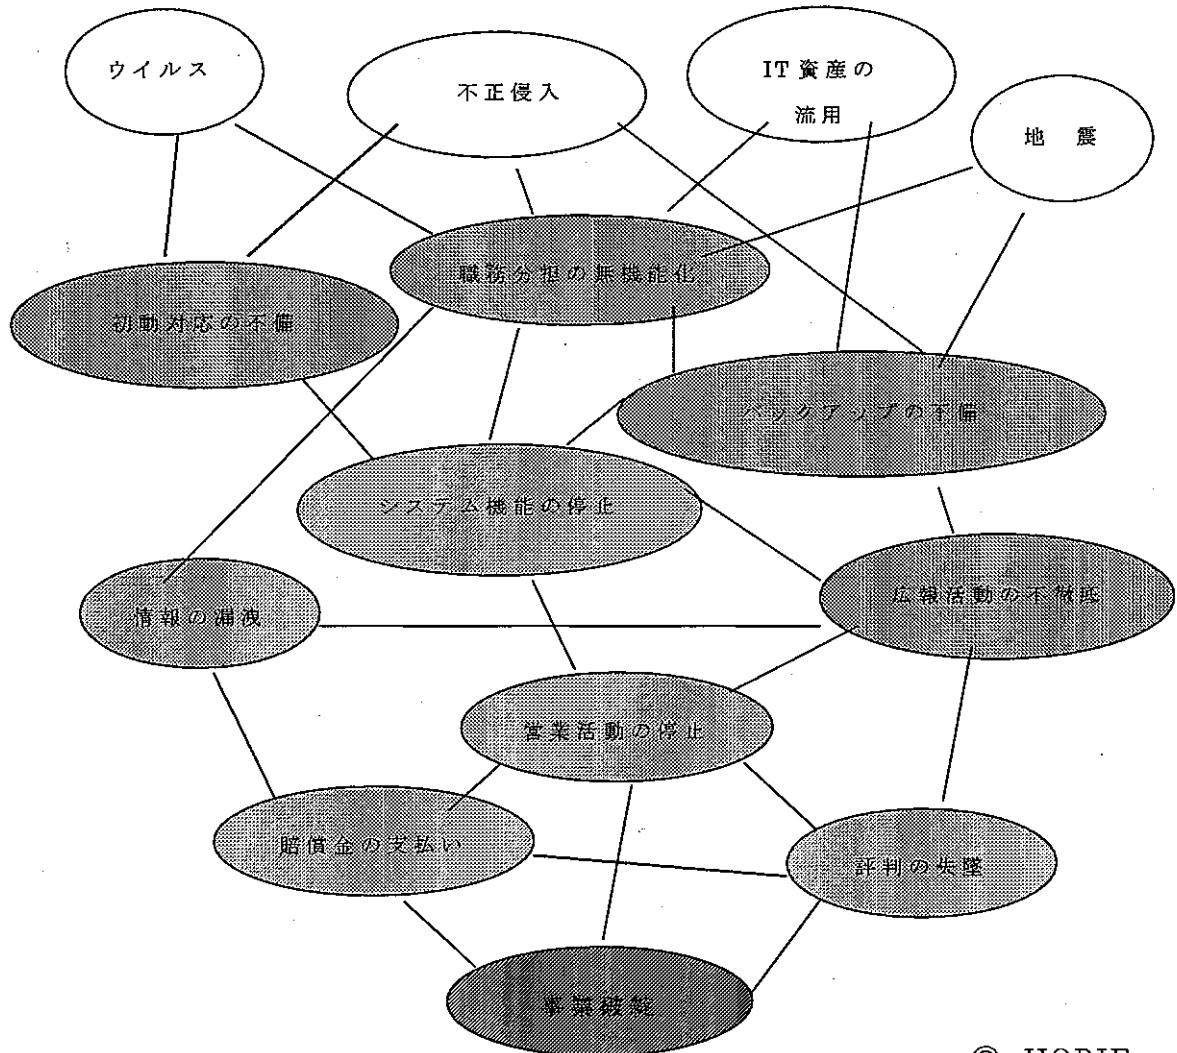 ウイルス
不正侵入
IT資産の
流用
地 震
職務分担の無機能化
初動対応の不備
バックアップの不備
システム機能の停止
広報活動の不徹底
情報の漏洩
営業活動の停止
賠償金の支払い
評判の失墜
事業破綻